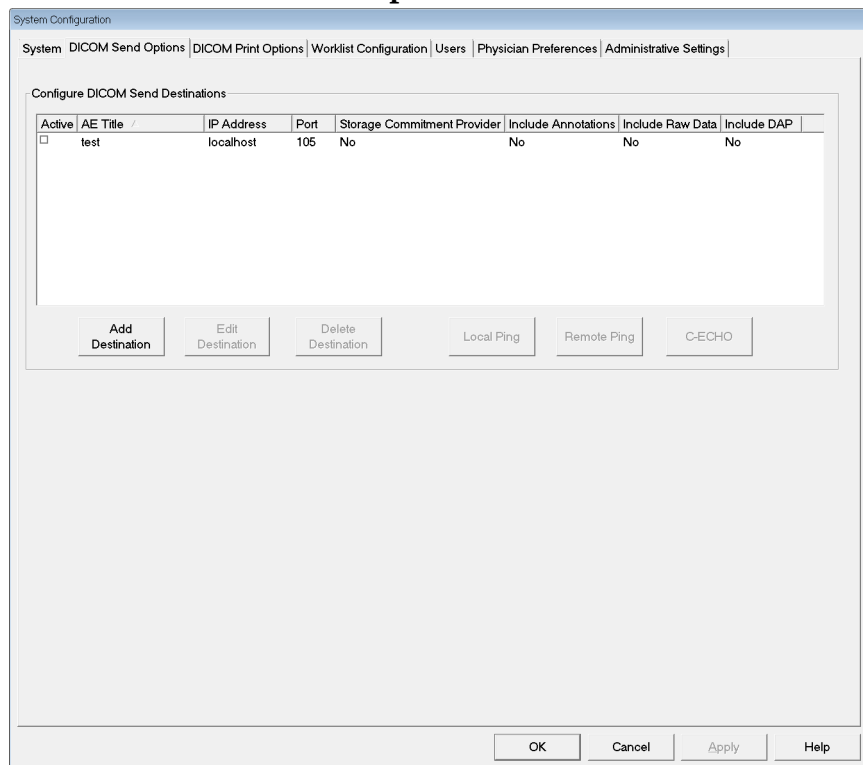 System Configuration
System DICOM Send Options DICOM Print Options Worklist Configuration Users Physician Preferences Administrative Settings
Configure DICOM Send Destinations
Active AE Title / IP Address Port Storage Commitment Provider Include Annotations Include Raw Data Include DAP
test localhost 105 No No No No
Add Destination Edit Destination Delete Destination Local Ping Remote Ping C-ECHO
OK Cancel Apply Help